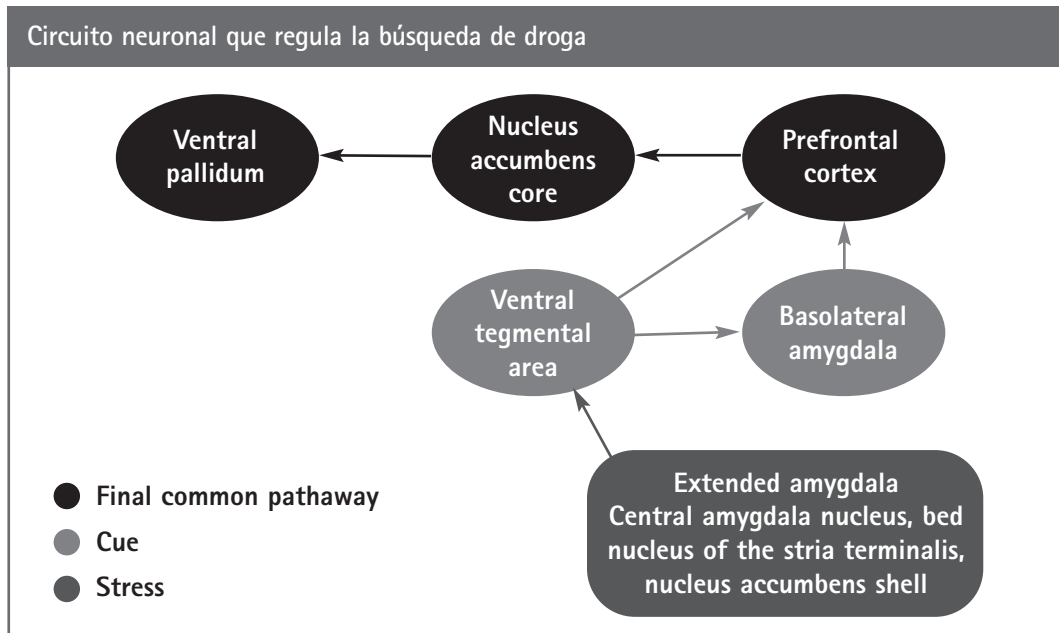 Circuito neuronal que regula la búsqueda de droga
Ventral
pallidum
Nucleus
accumbens
core
Prefrontal
cortex
Ventral
tegmental
area
Basolateral
amygdala
Extended amygdala
Central amygdala nucleus, bed
nucleus of the stria terminalis,
nucleus accumbens shell
Final common pathaway
Cue
Stress